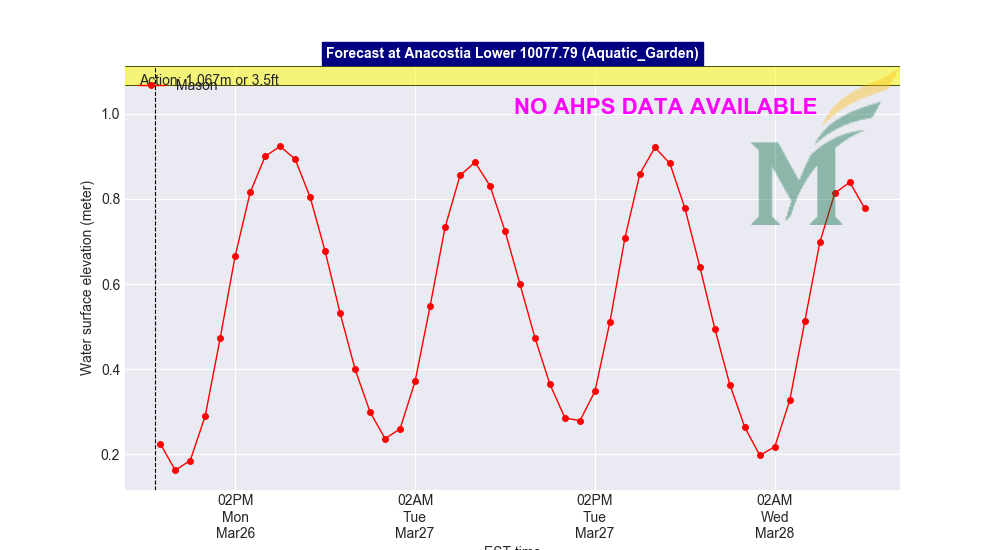 Forecast at Anacostia Lower 10077.79 (Aquatic_Garden)
Action: 1.067m or 3.5ft
Mason
NO AHPS DATA AVAILABLE
M
Water surface elevation (meter)
1.0
0.8
0.6
0.4
0.2
02PM
Mon
Mar26
02AM
Tue
Mar27
02PM
Tue
Mar27
02AM
Wed
Mar28
EST time